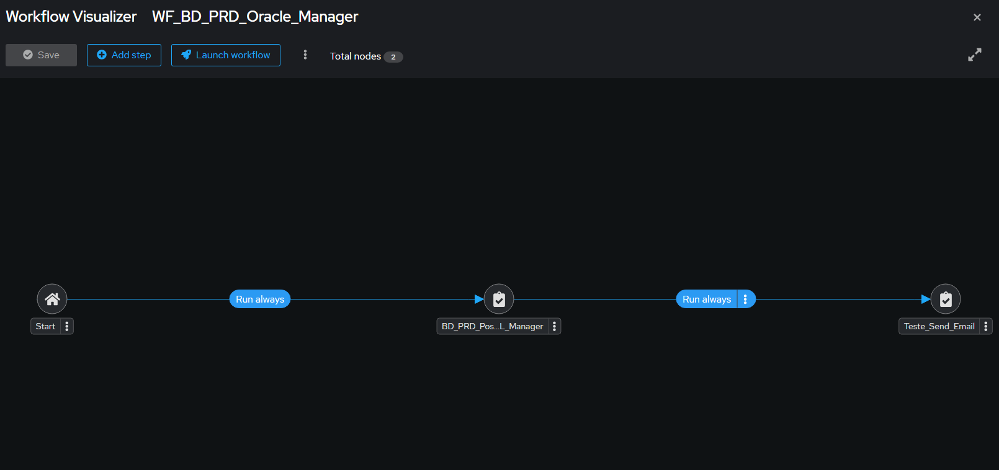 Workflow Visualizer WF_BD_PRD_Oracle_Manager
Save Add step Launch workflow Total nodes 2
Run always Run always
Start BD_PRD_Pos...L_Manager Teste_Send_Email